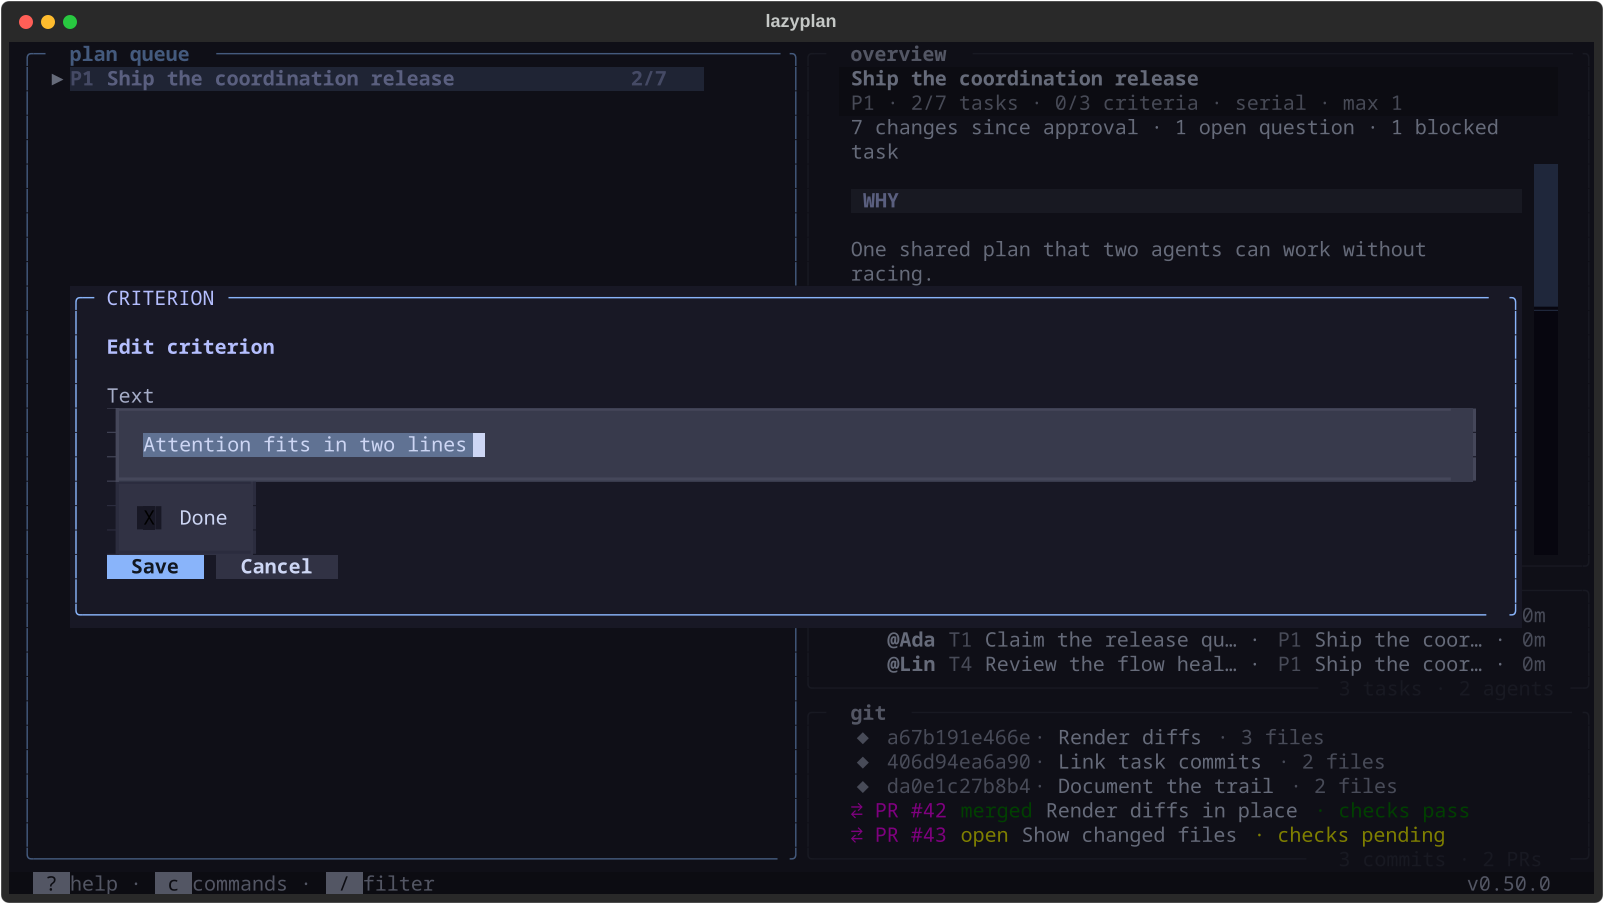 lazyplan
plan queue
▶ P1 Ship the coordination release 2/7
overview
Ship the coordination release
P1 · 2/7 tasks · 0/3 criteria · serial · max 1
7 changes since approval · 1 open question · 1 blocked
task
WHY
One shared plan that two agents can work without
racing.
CRITERION
Edit criterion
Text
Attention fits in two lines
X Done
Save Cancel
0m
@Ada T1 Claim the release qu… · P1 Ship the coor… · 0m
@Lin T4 Review the flow heal… · P1 Ship the coor… · 0m
3 tasks · 2 agents
git
◆ a67b191e466e · Render diffs · 3 files
◆ 406d94ea6a90 · Link task commits · 2 files
◆ da0e1c27b8b4 · Document the trail · 2 files
⇄ PR #42 merged Render diffs in place · checks pass
⇄ PR #43 open Show changed files · checks pending
3 commits · 2 PRs
? help · c commands · / filter
v0.50.0